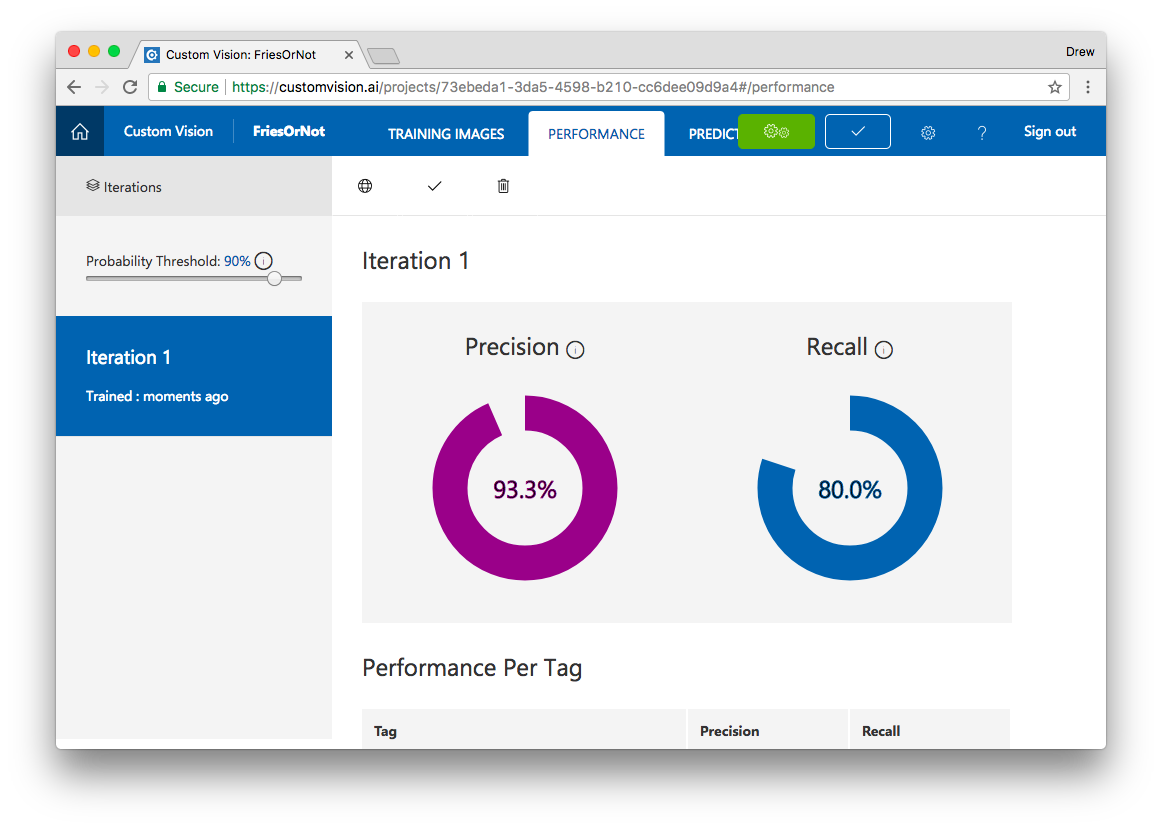 Custom Vision: FriesOrNot
Drew
Secure https://customvision.ai/projects/73ebeda1-3da5-4598-b210-cc6dee09d9a4#/performance
Custom Vision FriesOrNot TRAINING IMAGES PERFORMANCE PREDICT ? Sign out
Iterations
Probability Threshold: 90%
Iteration 1
Trained : moments ago
Iteration 1
Precision Recall
93.3% 80.0%
Performance Per Tag
Tag Precision Recall